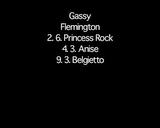 Gassy
Flemington
2. 6. Princess Rock
4. 3. Anise
9. 3. Belgietto